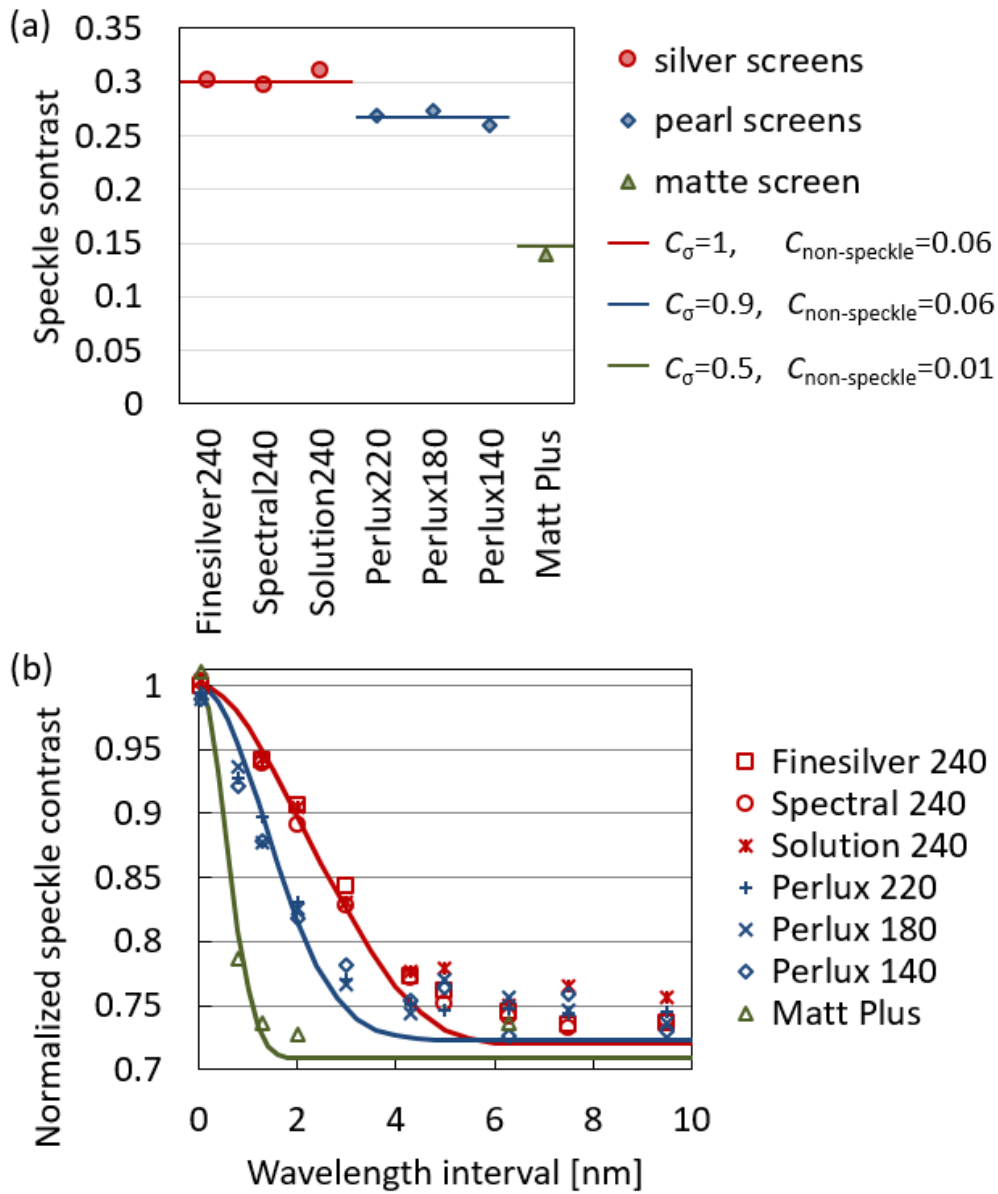 (a)
Speckle sontrast
0.35
0.3
0.25
0.2
0.15
0.1
0.05
0
Finesilver240
Spectral240
Solution240
Perlux220
Perlux180
Perlux140
Matt Plus
silver screens
pearl screens
matte screen
Cσ=1, Cnon-speckle=0.06
Cσ=0.9, Cnon-speckle=0.06
Cσ=0.5, Cnon-speckle=0.01
(b)
Normalized speckle contrast
1
0.95
0.9
0.85
0.8
0.75
0.7
0 2 4 6 8 10
Wavelength interval [nm]
Finesilver 240
Spectral 240
Solution 240
Perlux 220
Perlux 180
Perlux 140
Matt Plus